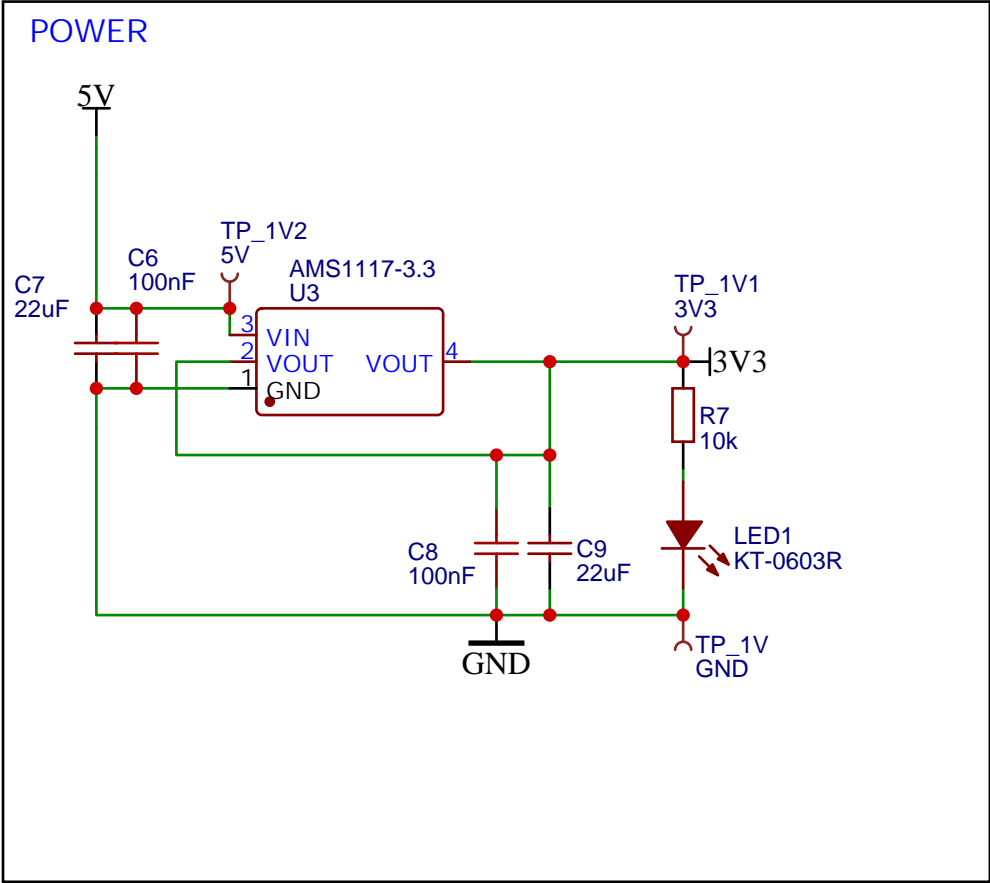 POWER
5V
TP_1V2
5V
C6
100nF
C7
22uF
AMS1117-3.3
U3
TP_1V1
3V3
3
VIN
2
VOUT
VOUT
4
1
GND
3V3
R7
10k
LED1
KT-0603R
C8
100nF
C9
22uF
GND
TP_1V
GND